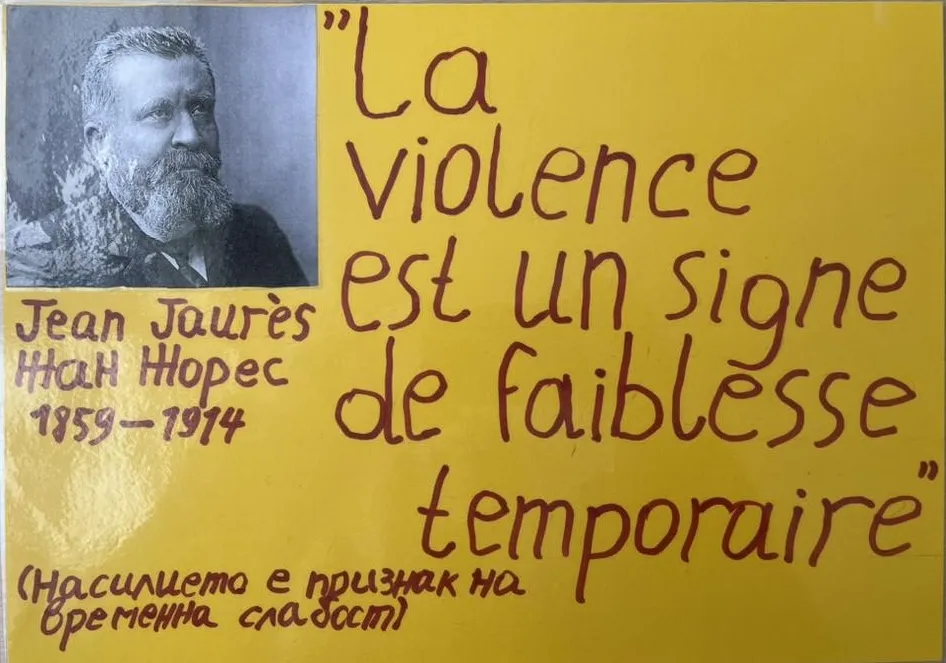 "La
violence
est un signe
de faiblesse
temporaire"
Jean Jaurès
Жан Жорес
1859-1914
(Насилието е признак на
временна слабост)